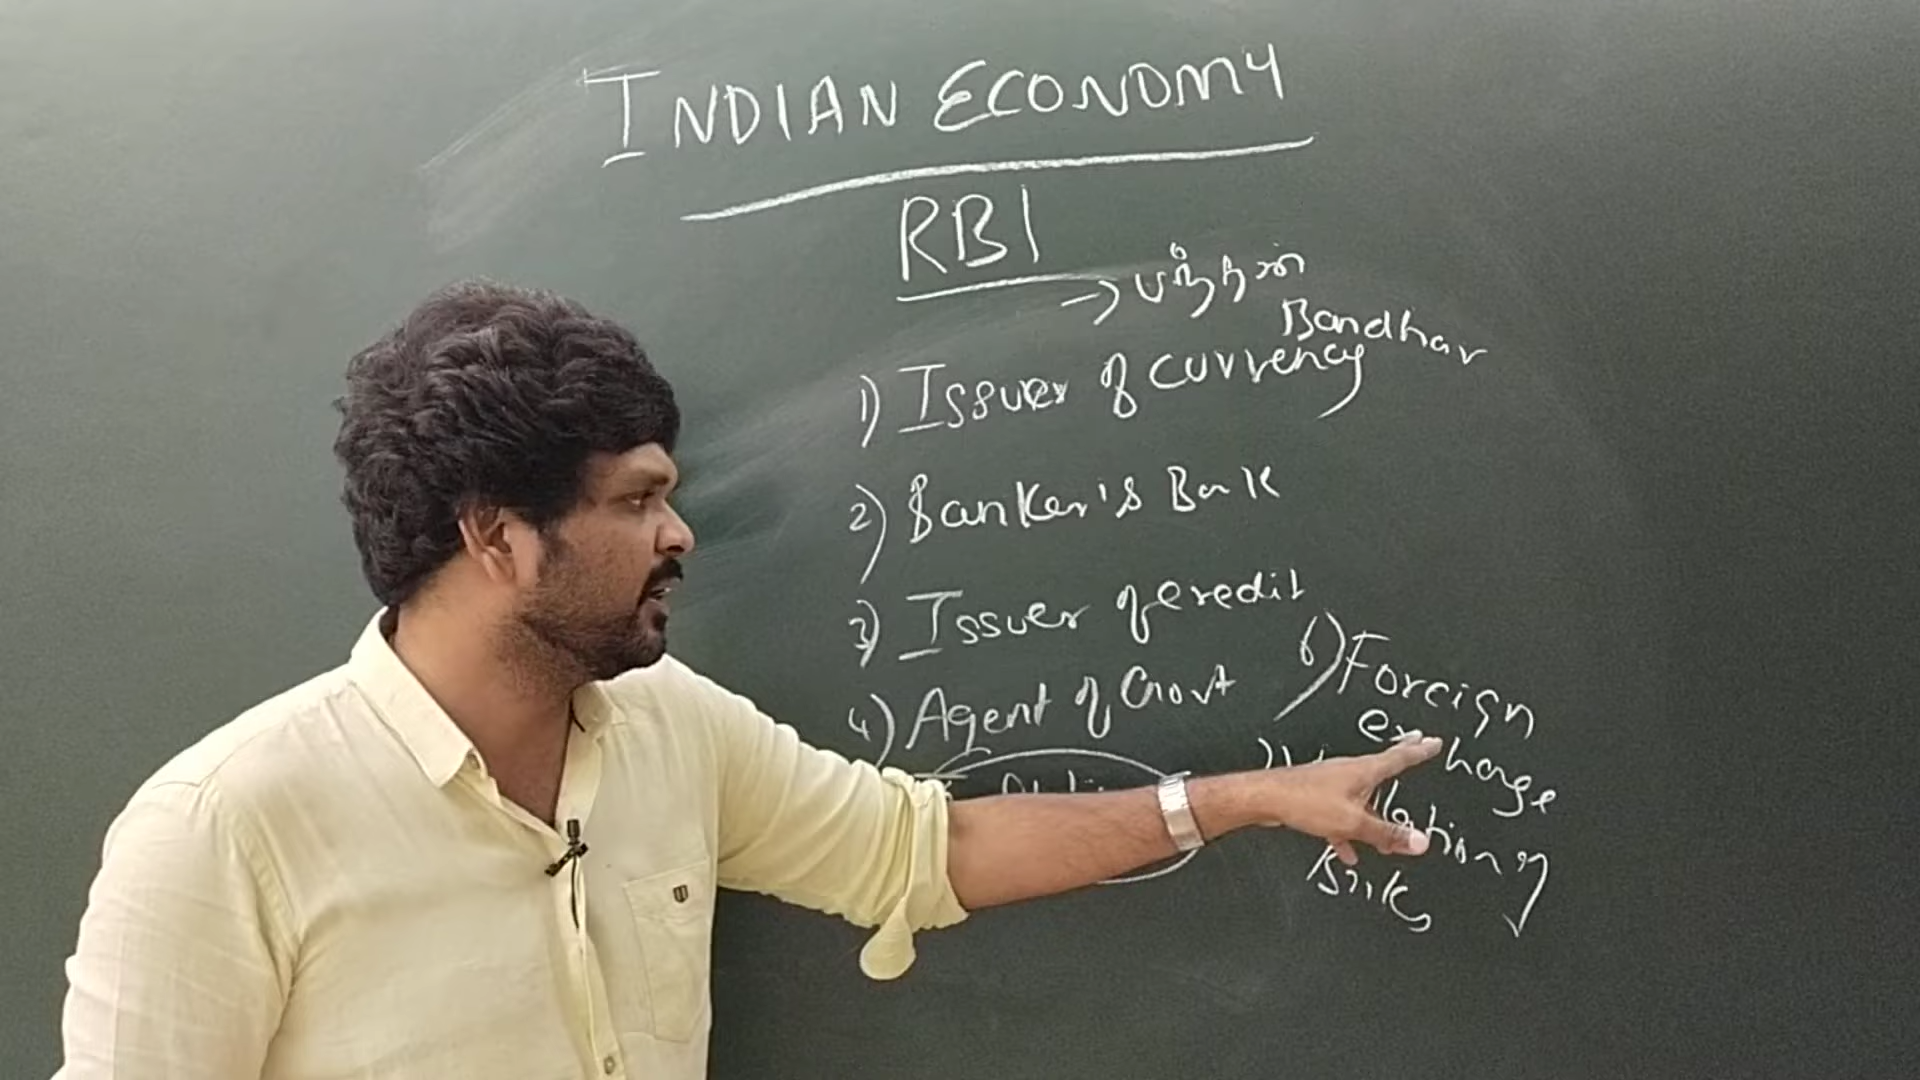 INDIAN ECONOMY
RBI
→ பந்தன்
Bandhar
1) Issuer of currency
2) Banker's Bank
3) Issuer of credit
4) Agent of Govt
6) Foreign
exchange